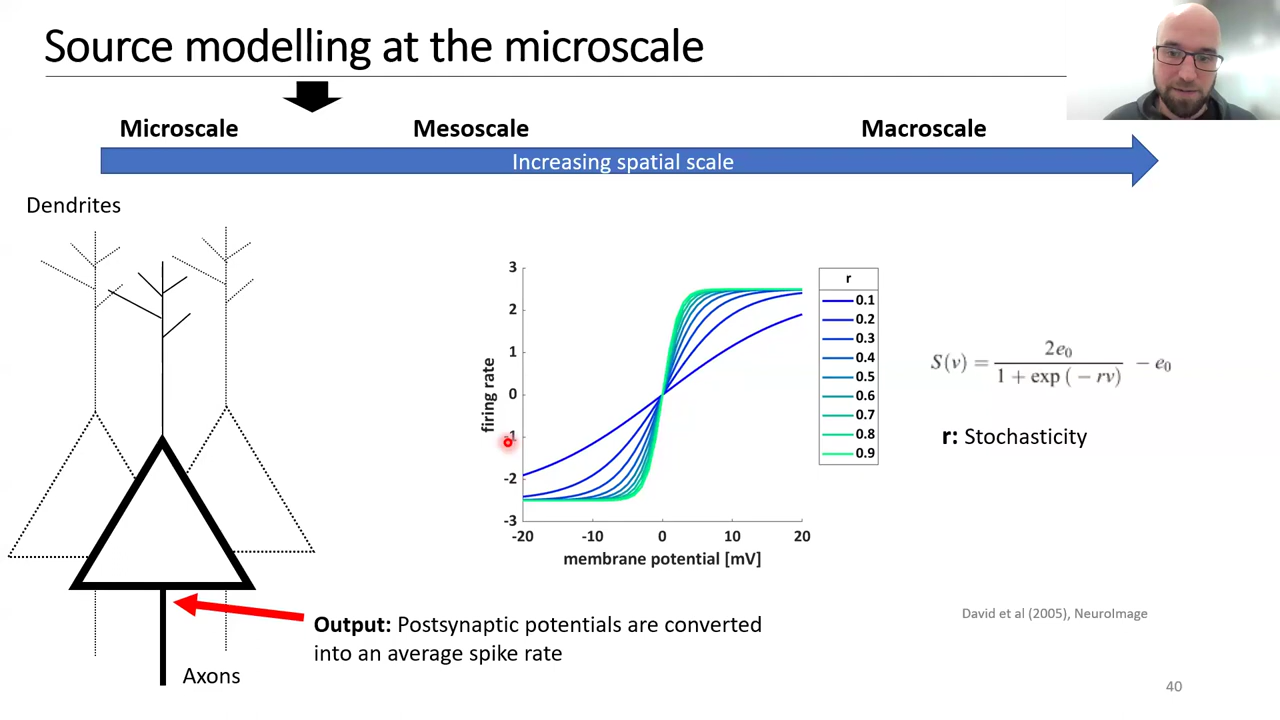 Source modelling at the microscale
Microscale Mesoscale Macroscale
Increasing spatial scale
Dendrites
3
2
1
0
-1
-2
-3
firing rate
-20 -10 0 10 20
membrane potential [mV]
r
0.1
0.2
0.3
0.4
0.5
0.6
0.7
0.8
0.9
S(v) = 2e₀ / (1 + exp (− rv)) − e₀
r: Stochasticity
Output: Postsynaptic potentials are converted
into an average spike rate
Axons
David et al (2005), NeuroImage
40